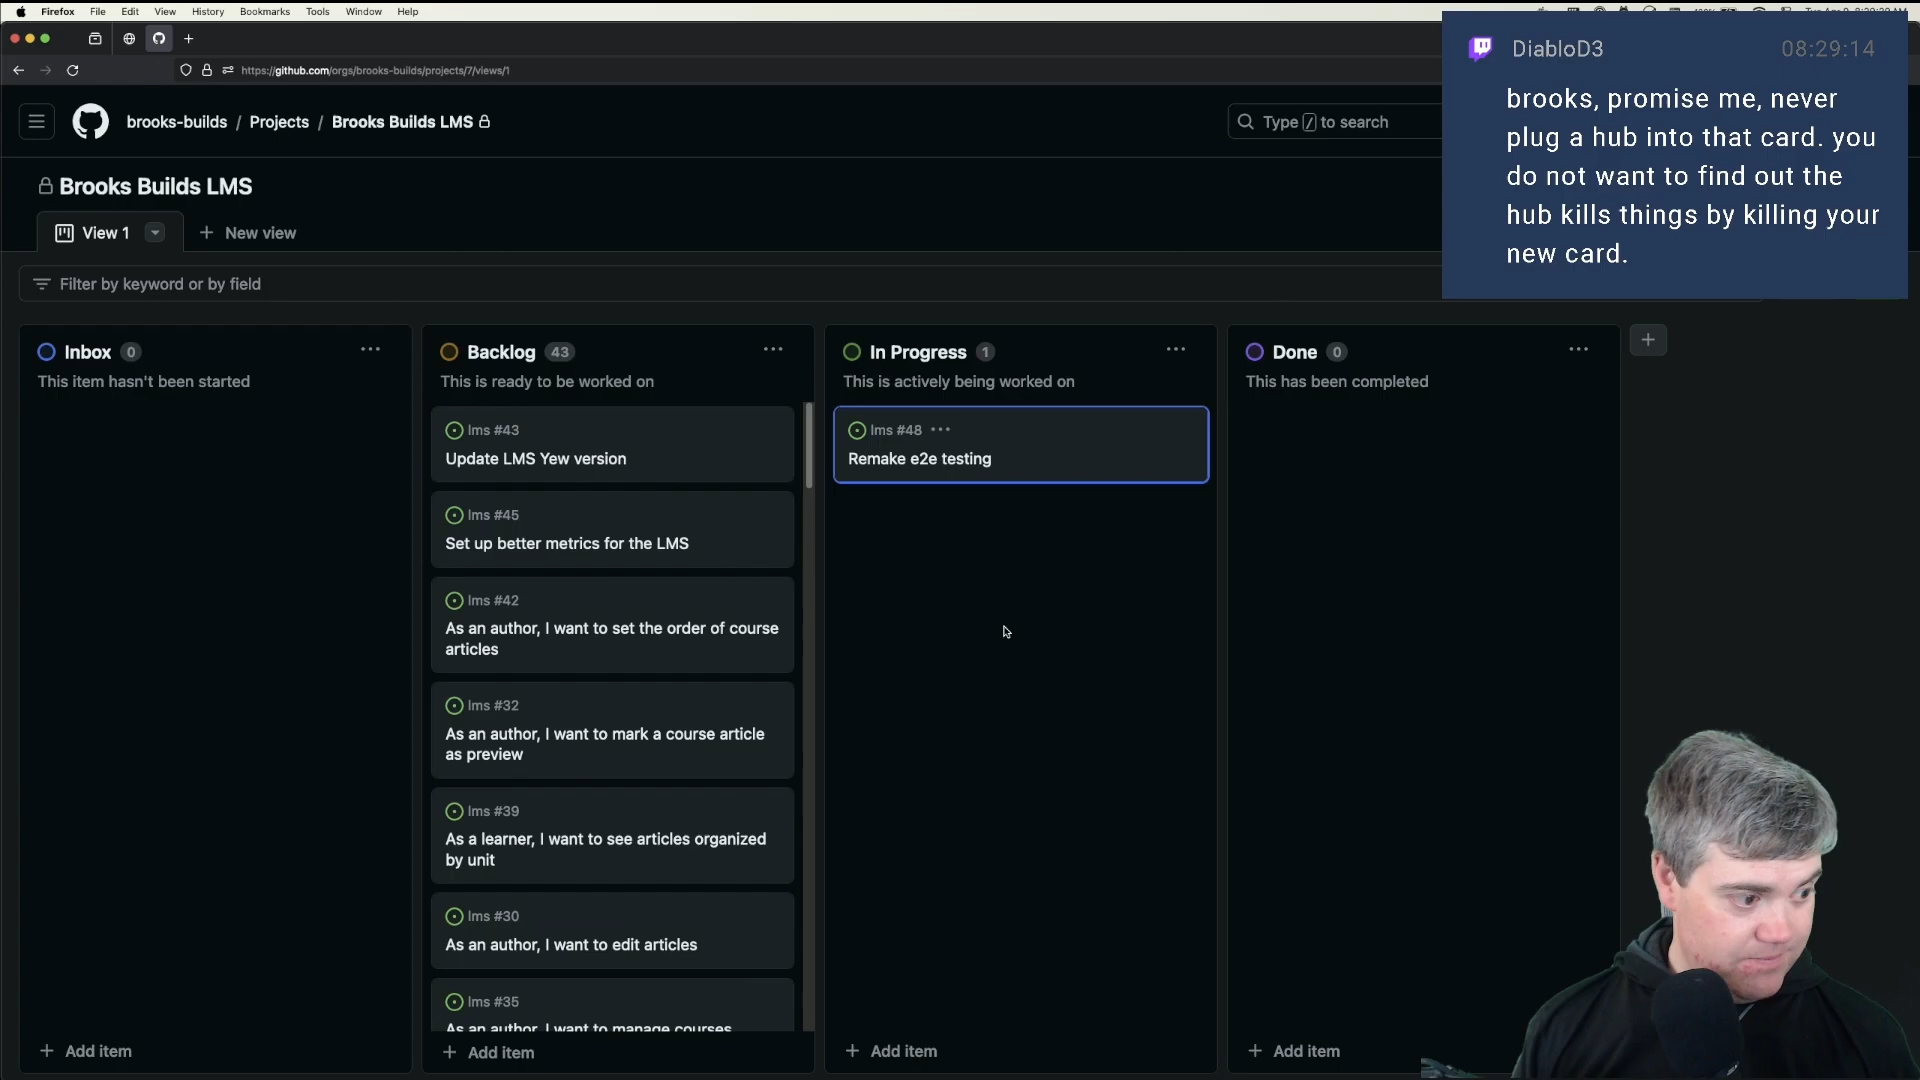 Firefox File Edit View History Bookmarks Tools Window Help
https://github.com/orgs/brooks-builds/projects/7/views/1
DiabloD3 08:29:14
brooks, promise me, never
plug a hub into that card. you
do not want to find out the
hub kills things by killing your
new card.
brooks-builds / Projects / Brooks Builds LMS
Type / to search
Brooks Builds LMS
View 1
New view
Filter by keyword or by field
Inbox 0
This item hasn't been started
Add item
Backlog 43
This is ready to be worked on
lms #43
Update LMS Yew version
lms #45
Set up better metrics for the LMS
lms #42
As an author, I want to set the order of course
articles
lms #32
As an author, I want to mark a course article
as preview
lms #39
As a learner, I want to see articles organized
by unit
lms #30
As an author, I want to edit articles
lms #35
As an author, I want to manage courses
Add item
In Progress 1
This is actively being worked on
lms #48
Remake e2e testing
Add item
Done 0
This has been completed
Add item